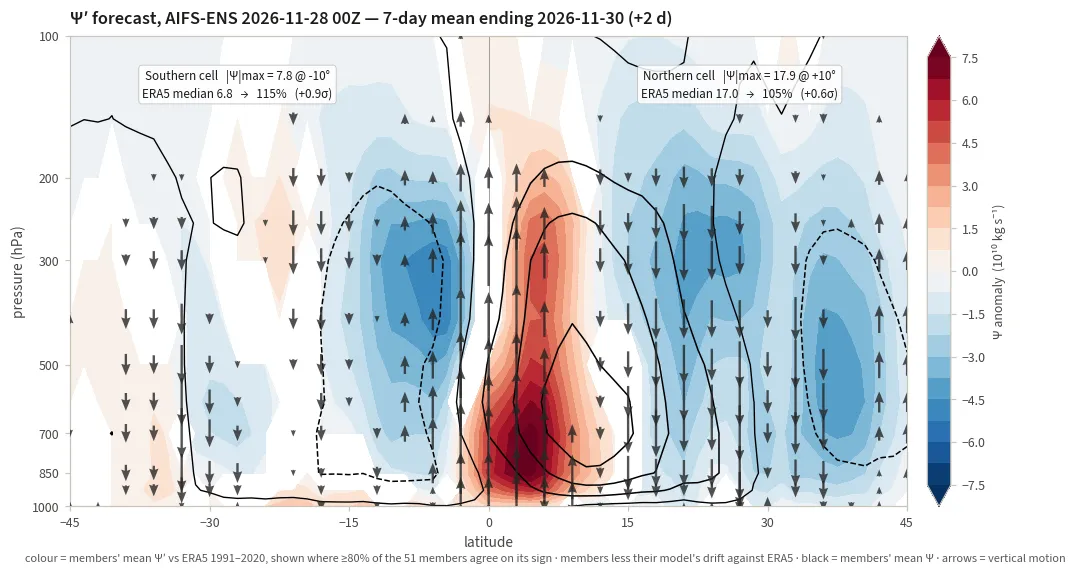 Ψ′ forecast, AIFS-ENS 2026-11-28 00Z — 7-day mean ending 2026-11-30 (+2 d)
Southern cell |Ψ|max = 7.8 @ -10°
ERA5 median 6.8 → 115% (+0.9σ)
Northern cell |Ψ|max = 17.9 @ +10°
ERA5 median 17.0 → 105% (+0.6σ)
pressure (hPa)
100
200
300
400
500
700
850
1000
−45
−30
−15
0
15
30
45
latitude
7.5
6.0
4.5
3.0
1.5
0.0
−1.5
−3.0
−4.5
−6.0
−7.5
Ψ anomaly (10¹⁰ kg s⁻¹)
colour = members' mean Ψ′ vs ERA5 1991–2020, shown where ≥80% of the 51 members agree on its sign · members less their model's drift against ERA5 · black = members' mean Ψ · arrows = vertical motion